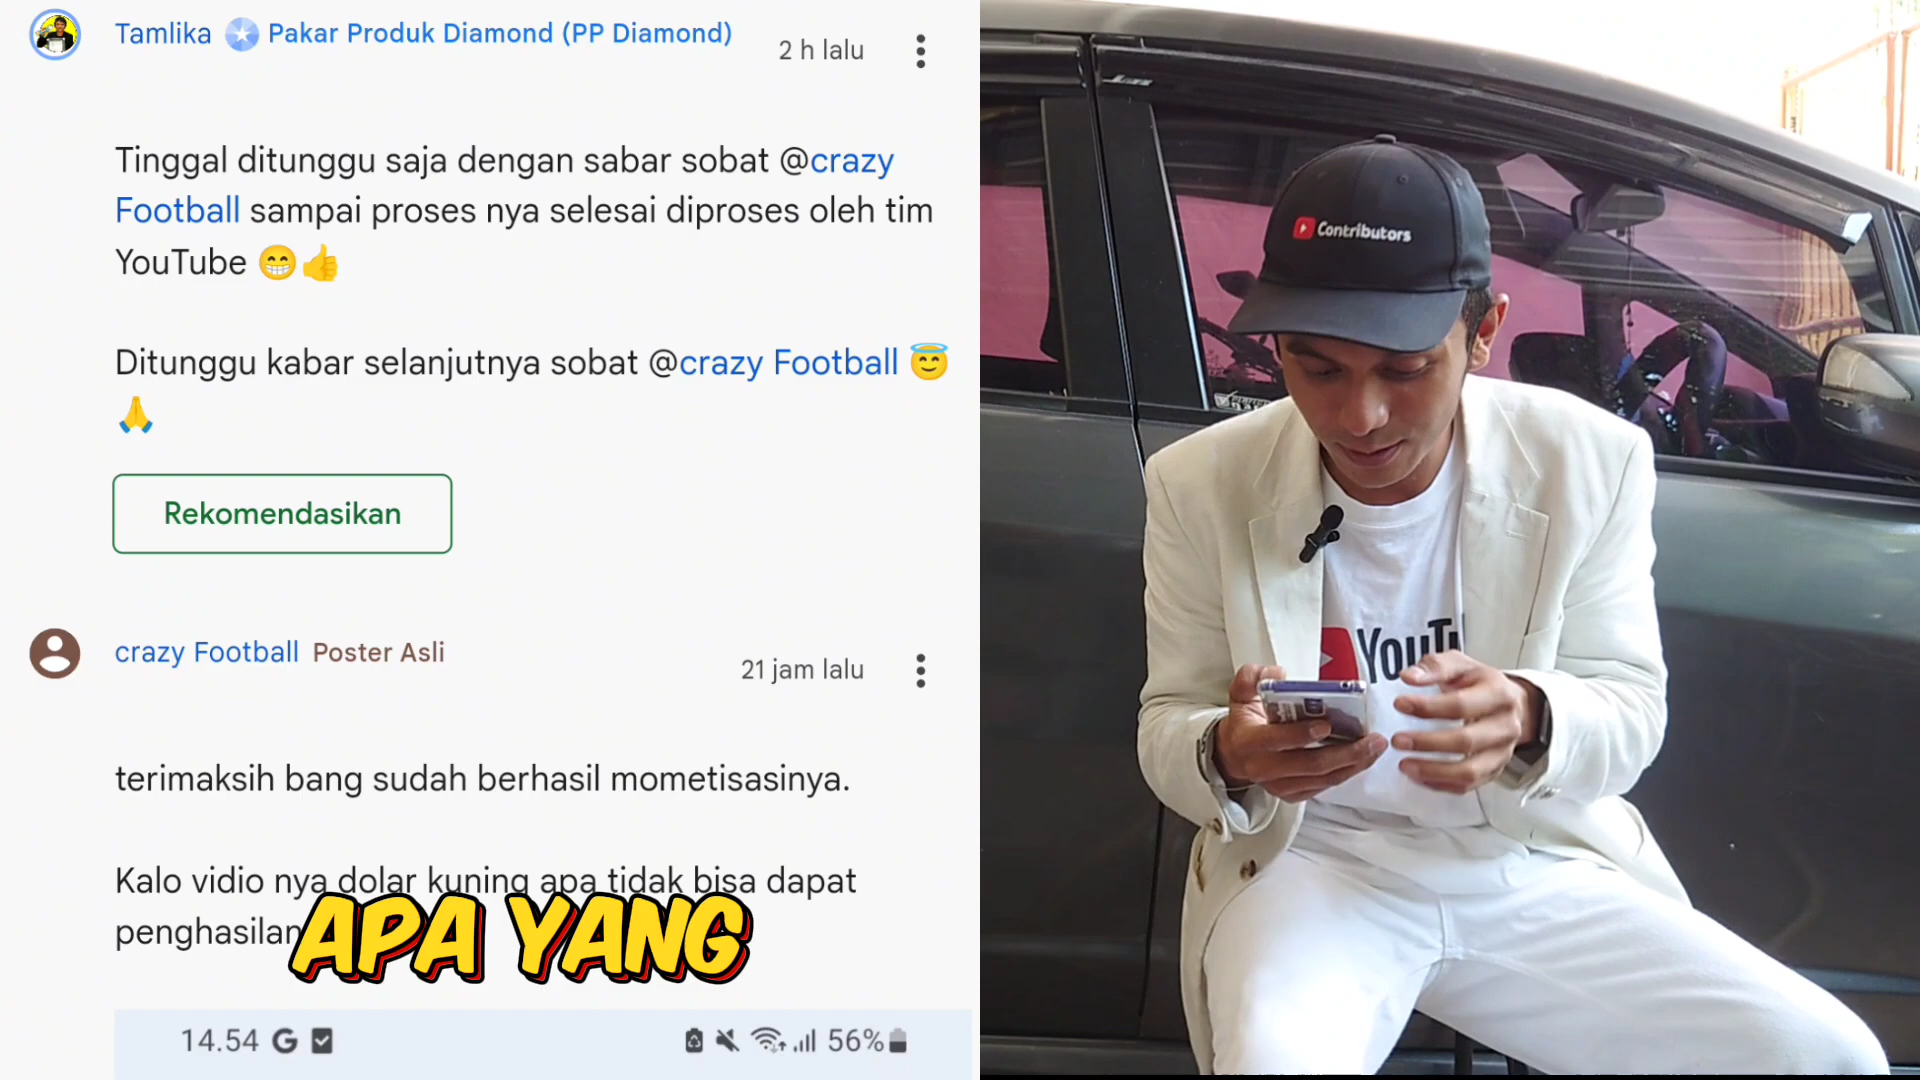 Tamlika Pakar Produk Diamond (PP Diamond)
2 h lalu
Tinggal ditunggu saja dengan sabar sobat @crazy
Football sampai proses nya selesai diproses oleh tim
YouTube 😁👍
Ditunggu kabar selanjutnya sobat @crazy Football 😇
🙏
Rekomendasikan
crazy Football Poster Asli
21 jam lalu
terimaksih bang sudah berhasil mometisasinya.
Kalo vidio nya dolar kuning apa tidak bisa dapat
penghasilan
APA YANG
14.54
56%
Contributors
YouTu